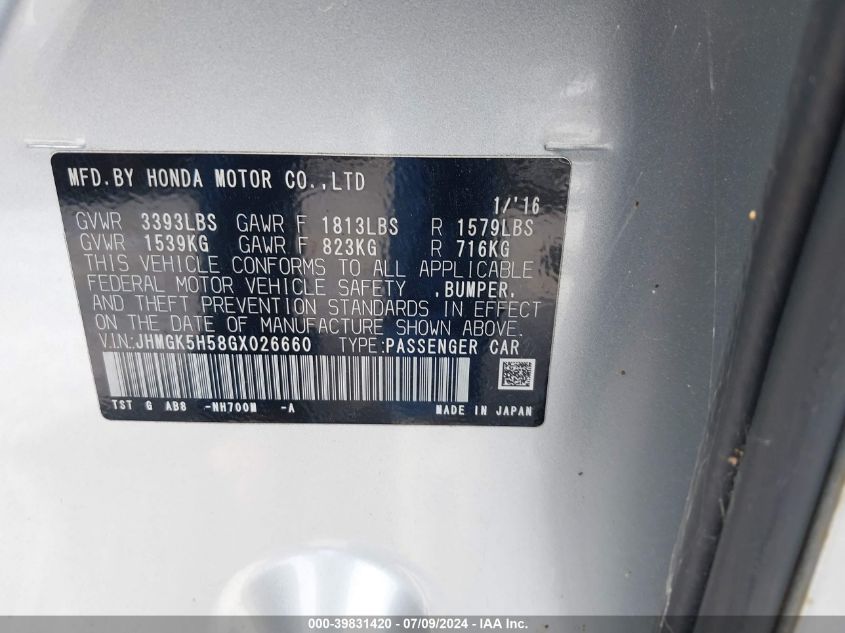 MFD.BY HONDA MOTOR CO.,LTD
1/'16
GVWR 3393LBS GAWR F 1813LBS R 1579LBS
GVWR 1539KG GAWR F 823KG R 716KG
THIS VEHICLE CONFORMS TO ALL APPLICABLE
FEDERAL MOTOR VEHICLE SAFETY ,BUMPER,
AND THEFT PREVENTION STANDARDS IN EFFECT
ON THE DATE OF MANUFACTURE SHOWN ABOVE.
V.IN:JHMGK5H58GX026660 TYPE:PASSENGER CAR
TST G AB8 -NH700M -A MADE IN JAPAN
000-39831420 - 07/09/2024 - IAAI.com